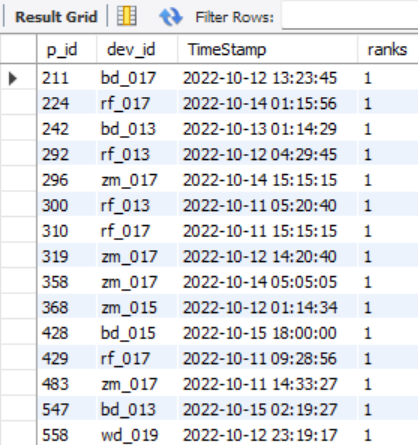 Result Grid Filter Rows:
p_id dev_id TimeStamp ranks
211 bd_017 2022-10-12 13:23:45 1
224 rf_017 2022-10-14 01:15:56 1
242 bd_013 2022-10-13 01:14:29 1
292 rf_013 2022-10-12 04:29:45 1
296 zm_017 2022-10-14 15:15:15 1
300 rf_013 2022-10-11 05:20:40 1
310 rf_017 2022-10-11 15:15:15 1
319 zm_017 2022-10-12 14:20:40 1
358 zm_017 2022-10-14 05:05:05 1
368 zm_015 2022-10-12 01:14:34 1
428 bd_015 2022-10-15 18:00:00 1
429 rf_017 2022-10-11 09:28:56 1
483 zm_017 2022-10-11 14:33:27 1
547 bd_013 2022-10-15 02:19:27 1
558 wd_019 2022-10-12 23:19:17 1